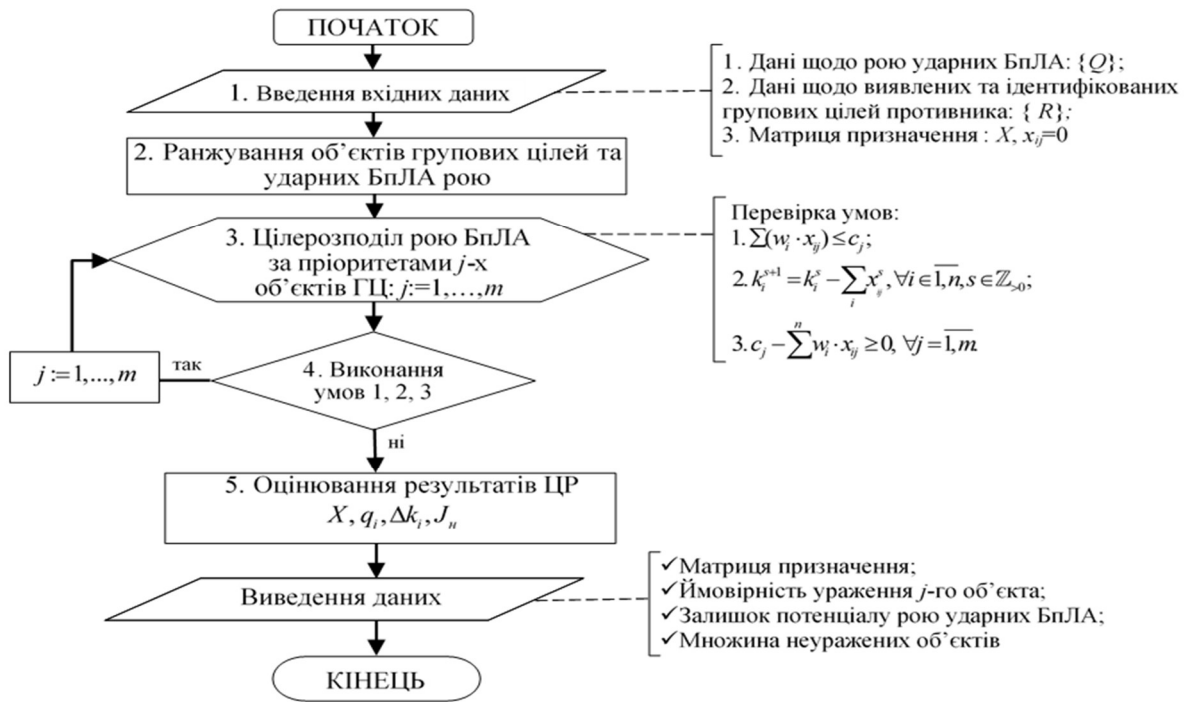 ПОЧАТОК
1. Введення вхідних даних
1. Дані щодо рою ударних БпЛА: {Q};
2. Дані щодо виявлених та ідентифікованих
групових цілей противника: { R};
3. Матриця призначення : X, xᵢⱼ=0
2. Ранжування об’єктів групових цілей та
ударних БпЛА рою
3. Цілерозподіл рою БпЛА
за пріоритетами j-х
об’єктів ГЦ: j:=1,…,m
Перевірка умов:
1. ∑(wᵢ · xᵢⱼ) ≤ cⱼ;
2. kᵢˢ⁺¹ = kᵢˢ − ∑ᵢ xᵢⱼˢ, ∀i ∈ 1,n̅, s ∈ ℤ>0;
3. cⱼ − ∑ⁿ wᵢ · xᵢⱼ ≥ 0, ∀j = 1,m̅.
j := 1,...,m
так
4. Виконання
умов 1, 2, 3
ні
5. Оцінювання результатів ЦР
X, qᵢ, Δkᵢ, Jₙ
Виведення даних
✓Матриця призначення;
✓Ймовірність ураження j-го об’єкта;
✓Залишок потенціалу рою ударних БпЛА;
✓Множина неуражених об’єктів
КІНЕЦЬ